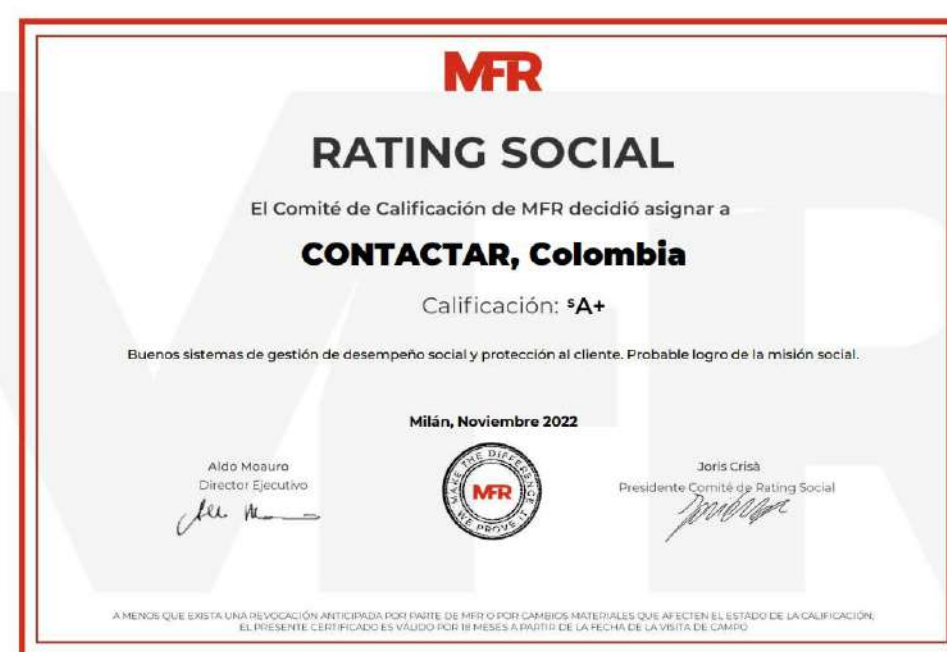 MFR
RATING SOCIAL
El Comité de Calificación de MFR decidió asignar a
CONTACTAR, Colombia
Calificación: sA+
Buenos sistemas de gestión de desempeño social y protección al cliente. Probable logro de la misión social.
Milán, Noviembre 2022
Aldo Moauro
Director Ejecutivo
MAKE THE DIFFERENCE
MFR
WE PROVE IT
Joris Crisà
Presidente Comité de Rating Social
A MENOS QUE EXISTA UNA REVOCACIÓN ANTICIPADA POR PARTE DE MFR O POR CAMBIOS MATERIALES QUE AFECTEN EL ESTADO DE LA CALIFICACIÓN,
EL PRESENTE CERTIFICADO ES VÁLIDO POR 18 MESES A PARTIR DE LA FECHA DE LA VISITA DE CAMPO